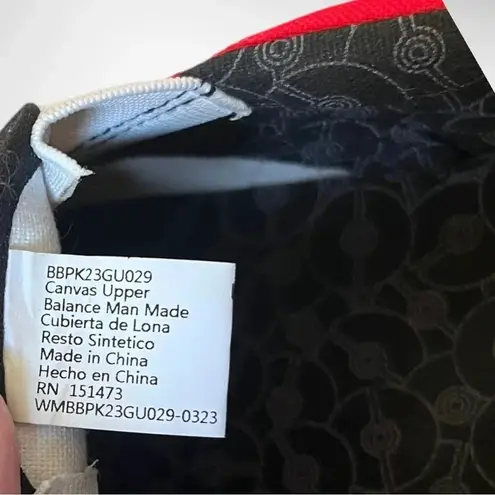 BBPK23GU029
Canvas Upper
Balance Man Made
Cubierta de Lona
Resto Sintetico
Made in China
Hecho en China
RN 151473
WMBBPK23GU029-0323